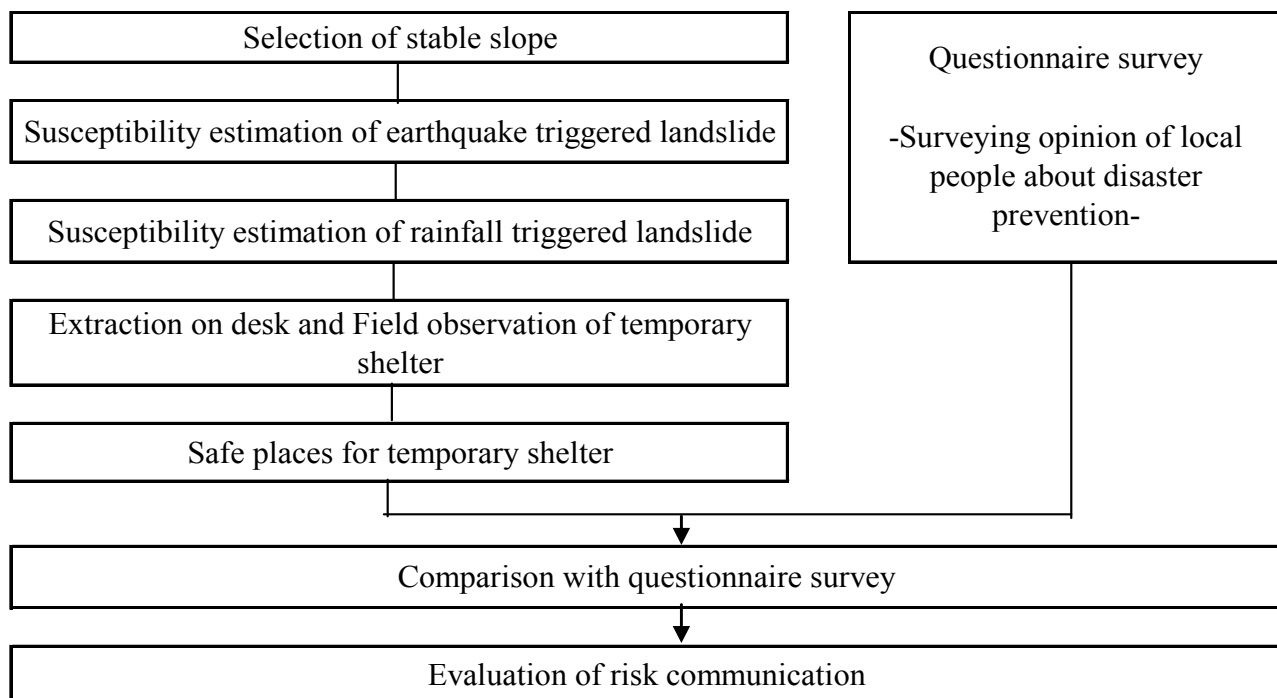 Selection of stable slope
Susceptibility estimation of earthquake triggered landslide
Susceptibility estimation of rainfall triggered landslide
Extraction on desk and Field observation of temporary
shelter
Safe places for temporary shelter
Questionnaire survey
-Surveying opinion of local
people about disaster
prevention-
Comparison with questionnaire survey
Evaluation of risk communication